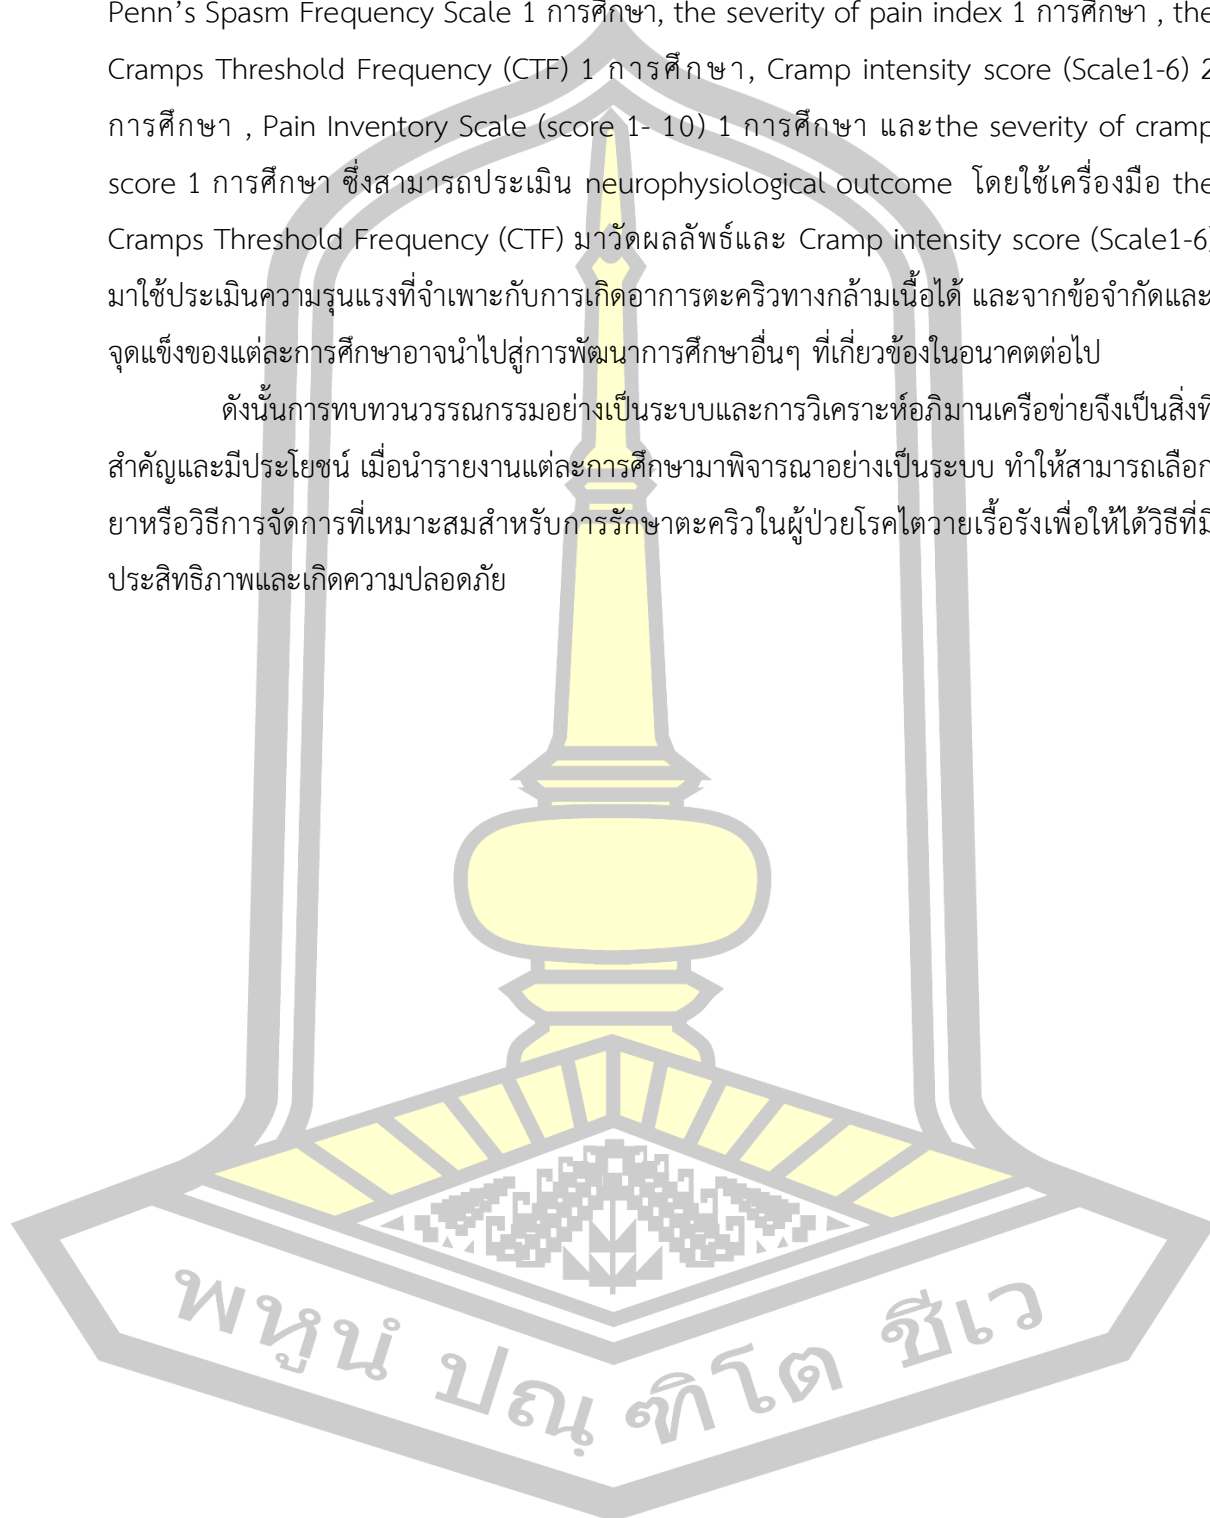 Penn's Spasm Frequency Scale 1 การศึกษา, the severity of pain index 1 การศึกษา , the
Cramps Threshold Frequency (CTF) 1 การศึกษา, Cramp intensity score (Scale1-6) 2
การศึกษา , Pain Inventory Scale (score 1- 10) 1 การศึกษา และthe severity of cramp
score 1 การศึกษา ซึ่งสามารถประเมิน neurophysiological outcome โดยใช้เครื่องมือ the
Cramps Threshold Frequency (CTF) มาวัดผลลัพธ์และ Cramp intensity score (Scale1-6)
มาใช้ประเมินความรุนแรงที่จำเพาะกับการเกิดอาการตะคริวทางกล้ามเนื้อได้ และจากข้อจำกัดและ
จุดแข็งของแต่ละการศึกษาอาจนำไปสู่การพัฒนาการศึกษาอื่นๆ ที่เกี่ยวข้องในอนาคตต่อไป
ดังนั้นการทบทวนวรรณกรรมอย่างเป็นระบบและการวิเคราะห์อภิมานเครือข่ายจึงเป็นสิ่งที่
สำคัญและมีประโยชน์ เมื่อนำรายงานแต่ละการศึกษามาพิจารณาอย่างเป็นระบบ ทำให้สามารถเลือก
ยาหรือวิธีการจัดการที่เหมาะสมสำหรับการรักษาตะคริวในผู้ป่วยโรคไตวายเรื้อรังเพื่อให้ได้วิธีที่มี
ประสิทธิภาพและเกิดความปลอดภัย
พหูนํ ปณฺฑิโต ชีเว